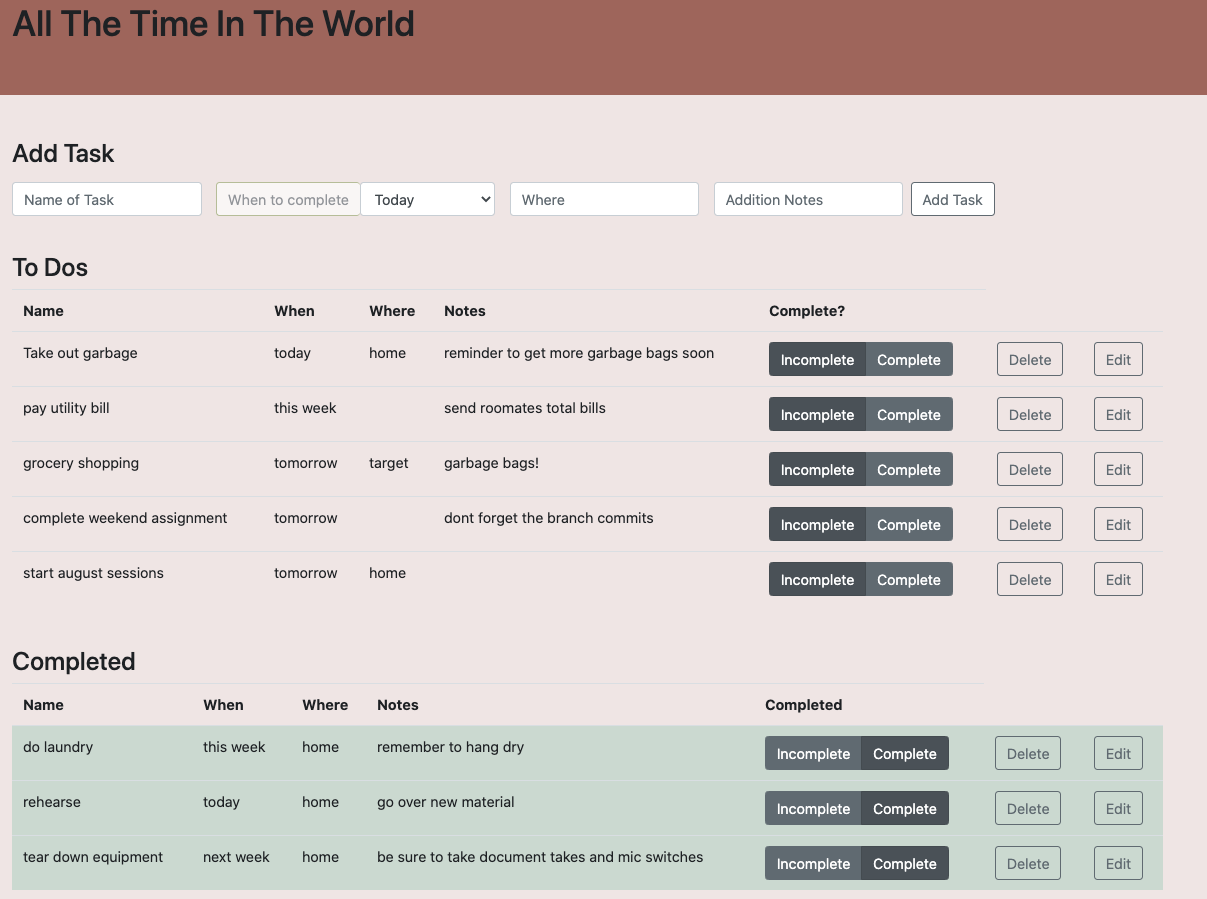 All The Time In The World
Add Task
Name of Task When to complete Today Where Addition Notes Add Task
To Dos
Name When Where Notes Complete?
Take out garbage today home reminder to get more garbage bags soon Incomplete Complete Delete Edit
pay utility bill this week send roomates total bills Incomplete Complete Delete Edit
grocery shopping tomorrow target garbage bags! Incomplete Complete Delete Edit
complete weekend assignment tomorrow dont forget the branch commits Incomplete Complete Delete Edit
start august sessions tomorrow home Incomplete Complete Delete Edit
Completed
Name When Where Notes Completed
do laundry this week home remember to hang dry Incomplete Complete Delete Edit
rehearse today home go over new material Incomplete Complete Delete Edit
tear down equipment next week home be sure to take document takes and mic switches Incomplete Complete Delete Edit